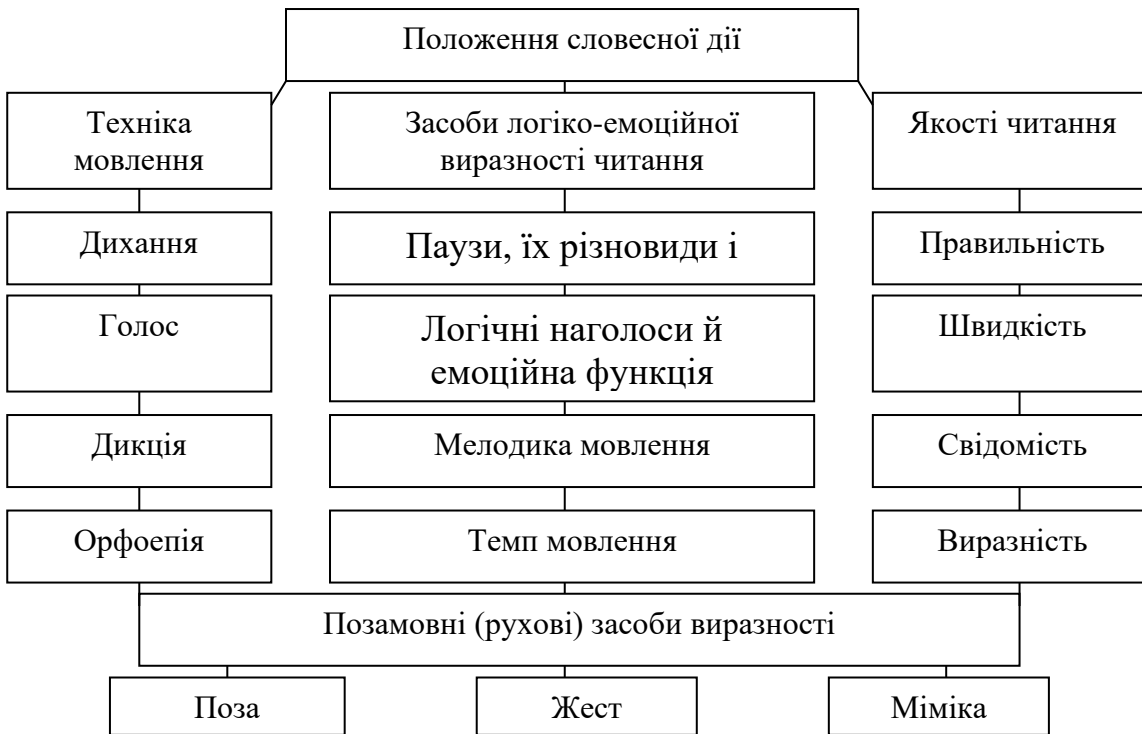 Положення словесної дії
Техніка
мовлення
Засоби логіко-емоційної
виразності читання
Якості читання
Дихання
Паузи, їх різновиди і
Правильність
Голос
Логічні наголоси й
емоційна функція
Швидкість
Дикція
Мелодика мовлення
Свідомість
Орфоепія
Темп мовлення
Виразність
Позамовні (рухові) засоби виразності
Поза
Жест
Міміка